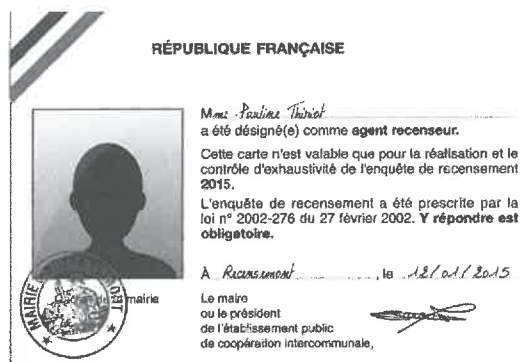 RÉPUBLIQUE FRANÇAISE
Mme Pauline Thiriot
a été désigné(e) comme agent recenseur.
Cette carte n'est valable que pour la réalisation et le
contrôle d'exhaustivité de l'enquête de recensement
2015.
L'enquête de recensement a été prescrite par la
loi n° 2002-276 du 27 février 2002. Y répondre est
obligatoire.
À Recensemont, le 12/01/2015
MAIRIE
mairie
Le maire
ou le président
de l'établissement public
de coopération intercommunale,